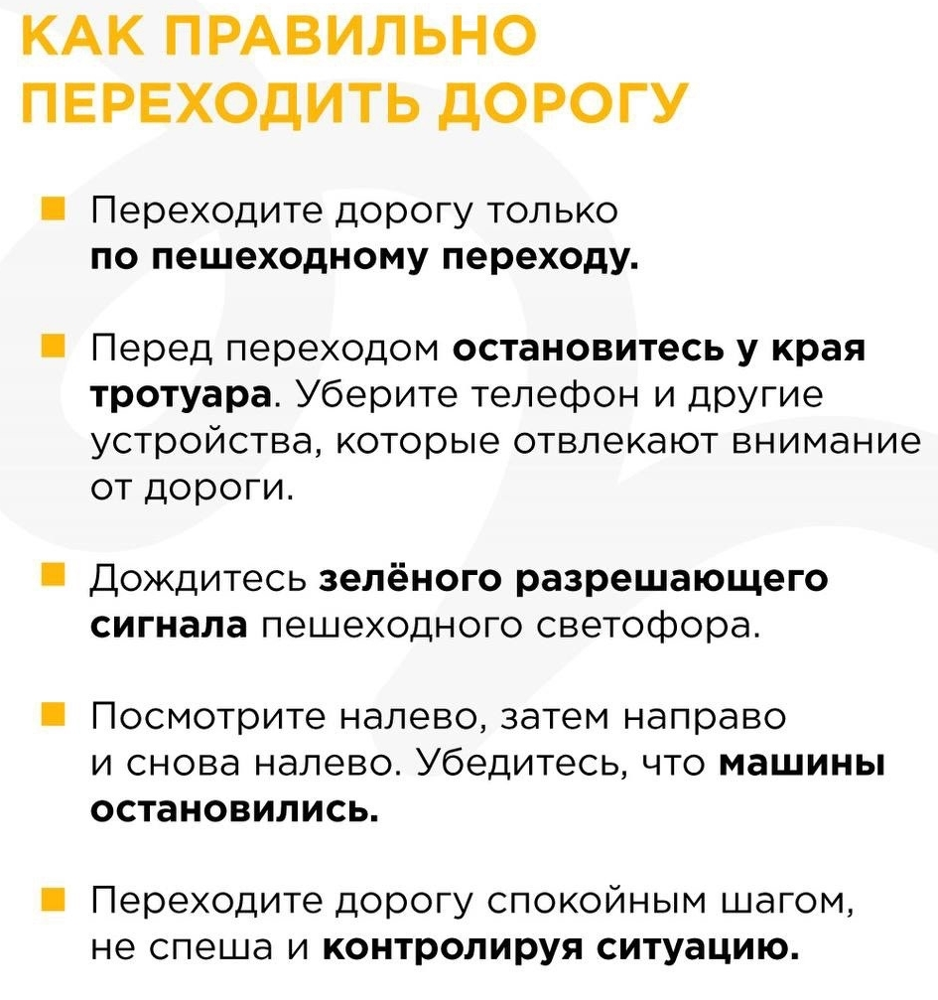 КАК ПРАВИЛЬНО
ПЕРЕХОДИТЬ ДОРОГУ
Переходите дорогу только
по пешеходному переходу.
Перед переходом остановитесь у края
тротуара. Уберите телефон и другие
устройства, которые отвлекают внимание
от дороги.
Дождитесь зелёного разрешающего
сигнала пешеходного светофора.
Посмотрите налево, затем направо
и снова налево. Убедитесь, что машины
остановились.
Переходите дорогу спокойным шагом,
не спеша и контролируя ситуацию.